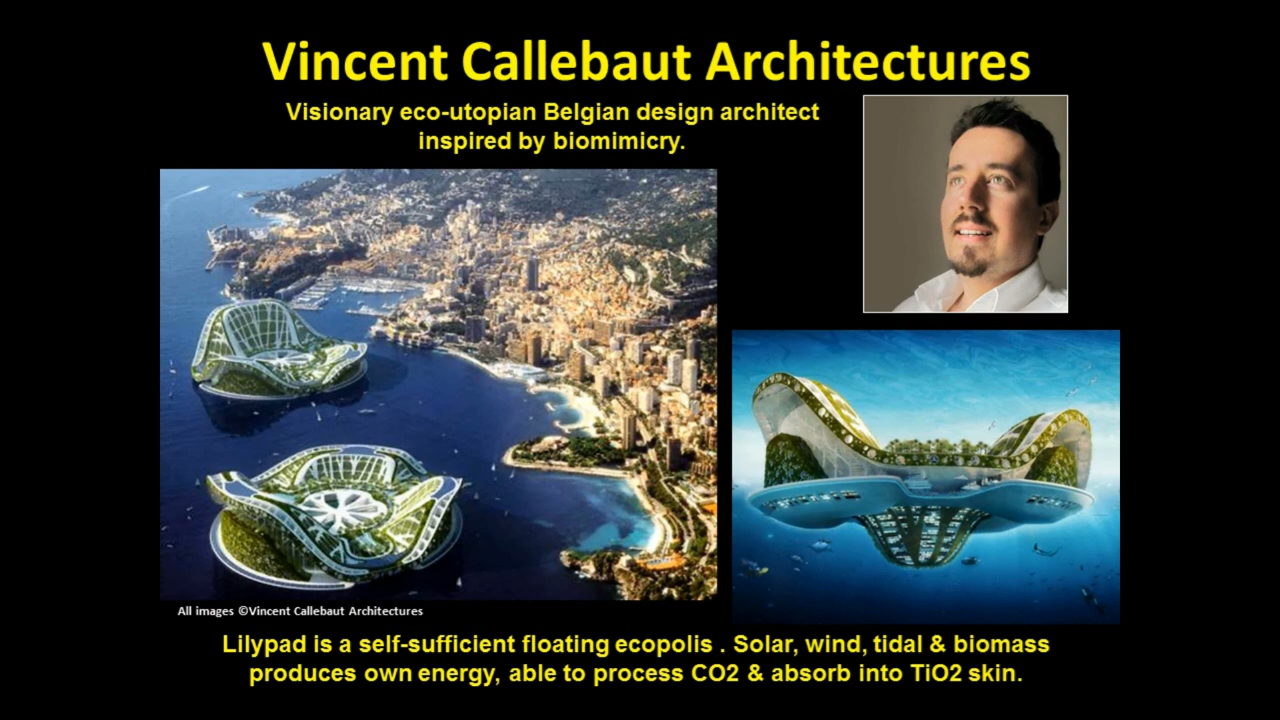 Vincent Callebaut Architectures
Visionary eco-utopian Belgian design architect
inspired by biomimicry.
All images ©Vincent Callebaut Architectures
Lilypad is a self-sufficient floating ecopolis . Solar, wind, tidal & biomass
produces own energy, able to process CO2 & absorb into TiO2 skin.